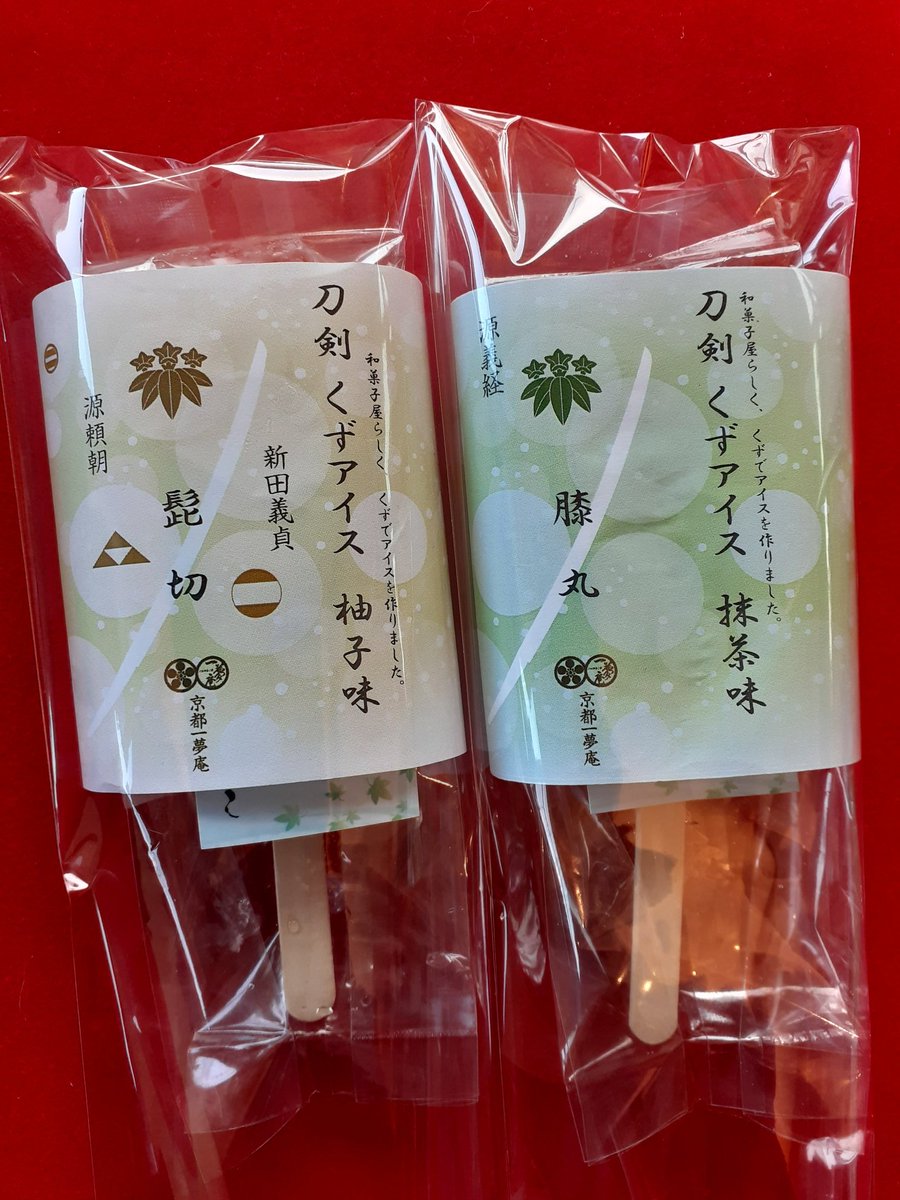 刀剣 くずアイス 柚子味
和菓子屋らしく、くずでアイスを作りました。
新田義貞
髭切
源頼朝
京都一夢庵
刀剣 くずアイス 抹茶味
和菓子屋らしく、くずでアイスを作りました。
膝丸
源義経
京都一夢庵